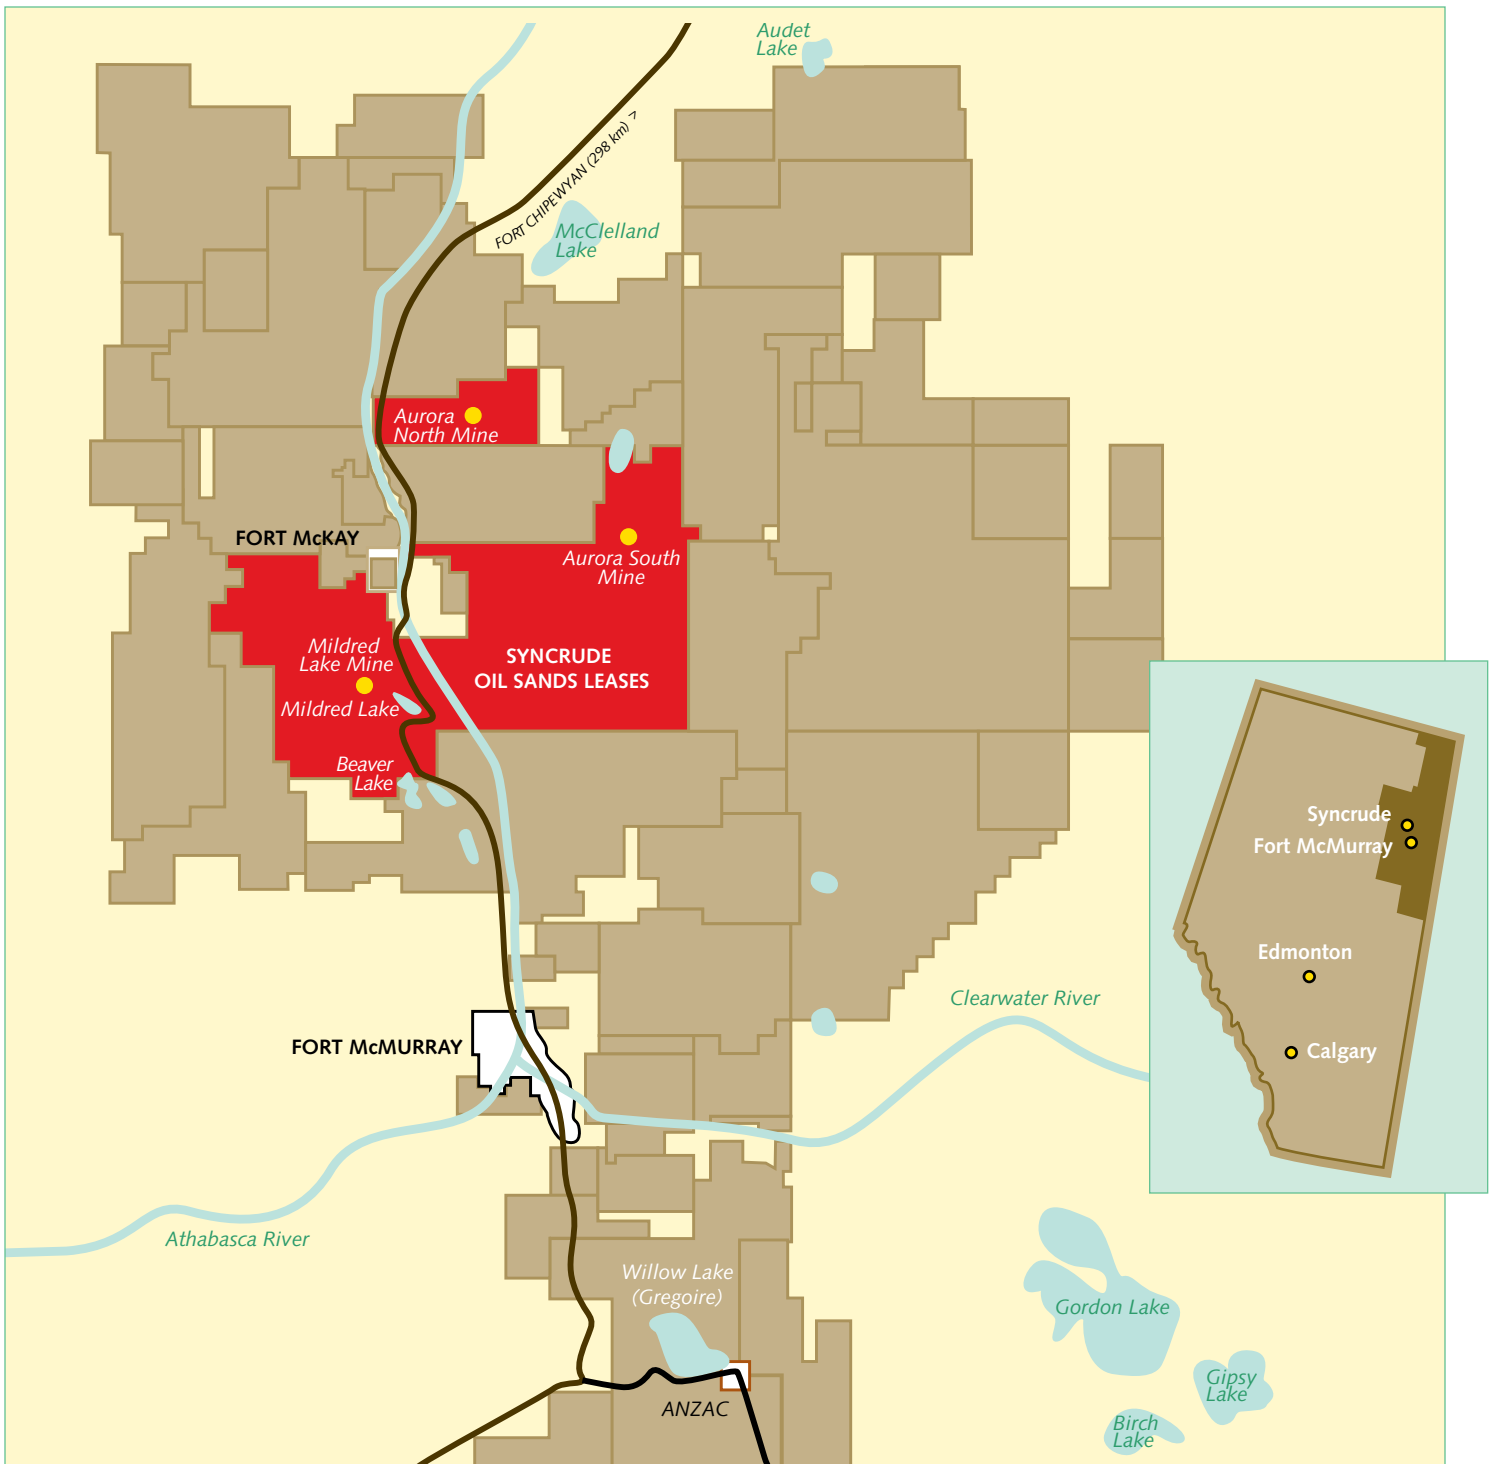 Audet
Lake
FORT CHIPEWYAN (298 km) >
McClelland
Lake
Aurora
North Mine
FORT McKAY
Aurora South
Mine
Mildred
Lake Mine
SYNCRUDE
OIL SANDS LEASES
Mildred Lake
Beaver
Lake
Syncrude
Fort McMurray
Edmonton
Calgary
Clearwater River
FORT McMURRAY
Athabasca River
Willow Lake
(Gregoire)
Gordon Lake
Gipsy
Lake
ANZAC
Birch
Lake